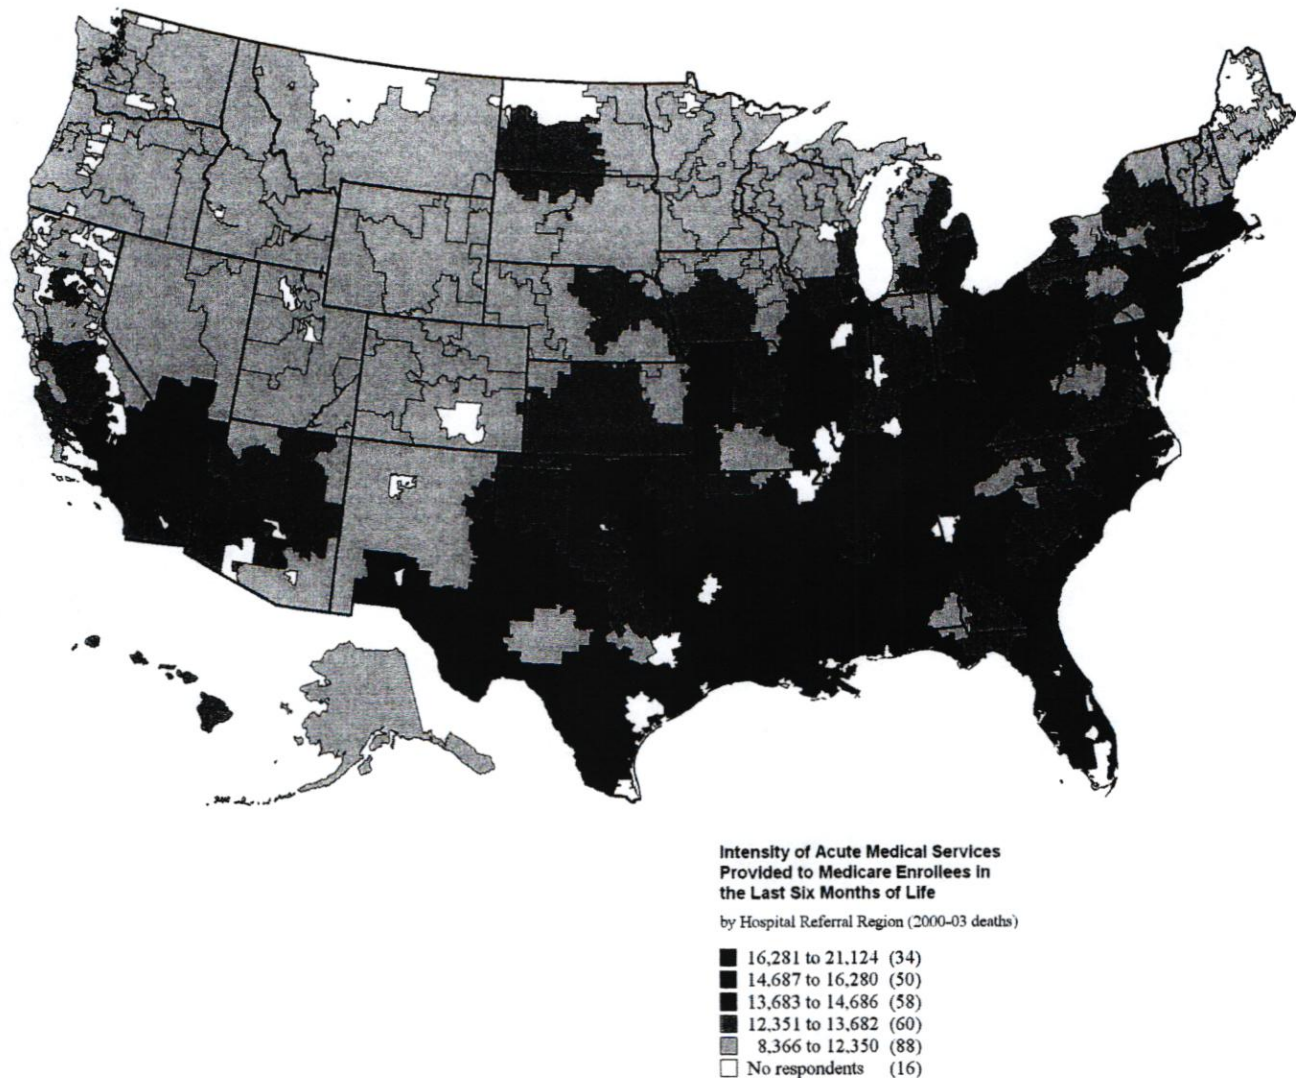 Intensity of Acute Medical Services
Provided to Medicare Enrollees in
the Last Six Months of Life
by Hospital Referral Region (2000-03 deaths)
16,281 to 21,124 (34)
14,687 to 16,280 (50)
13,683 to 14,686 (58)
12,351 to 13,682 (60)
8,366 to 12,350 (88)
No respondents (16)